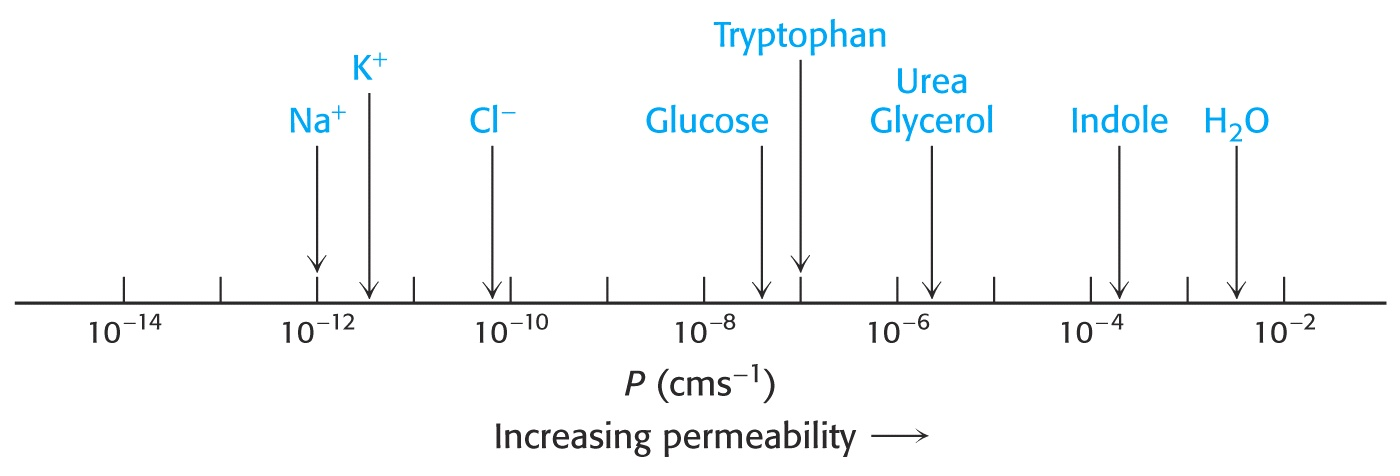 Tryptophan
K⁺
Urea
Na⁺ Cl⁻ Glucose Glycerol Indole H₂O
10⁻¹⁴ 10⁻¹² 10⁻¹⁰ 10⁻⁸ 10⁻⁶ 10⁻⁴ 10⁻²
P (cms⁻¹)
Increasing permeability →